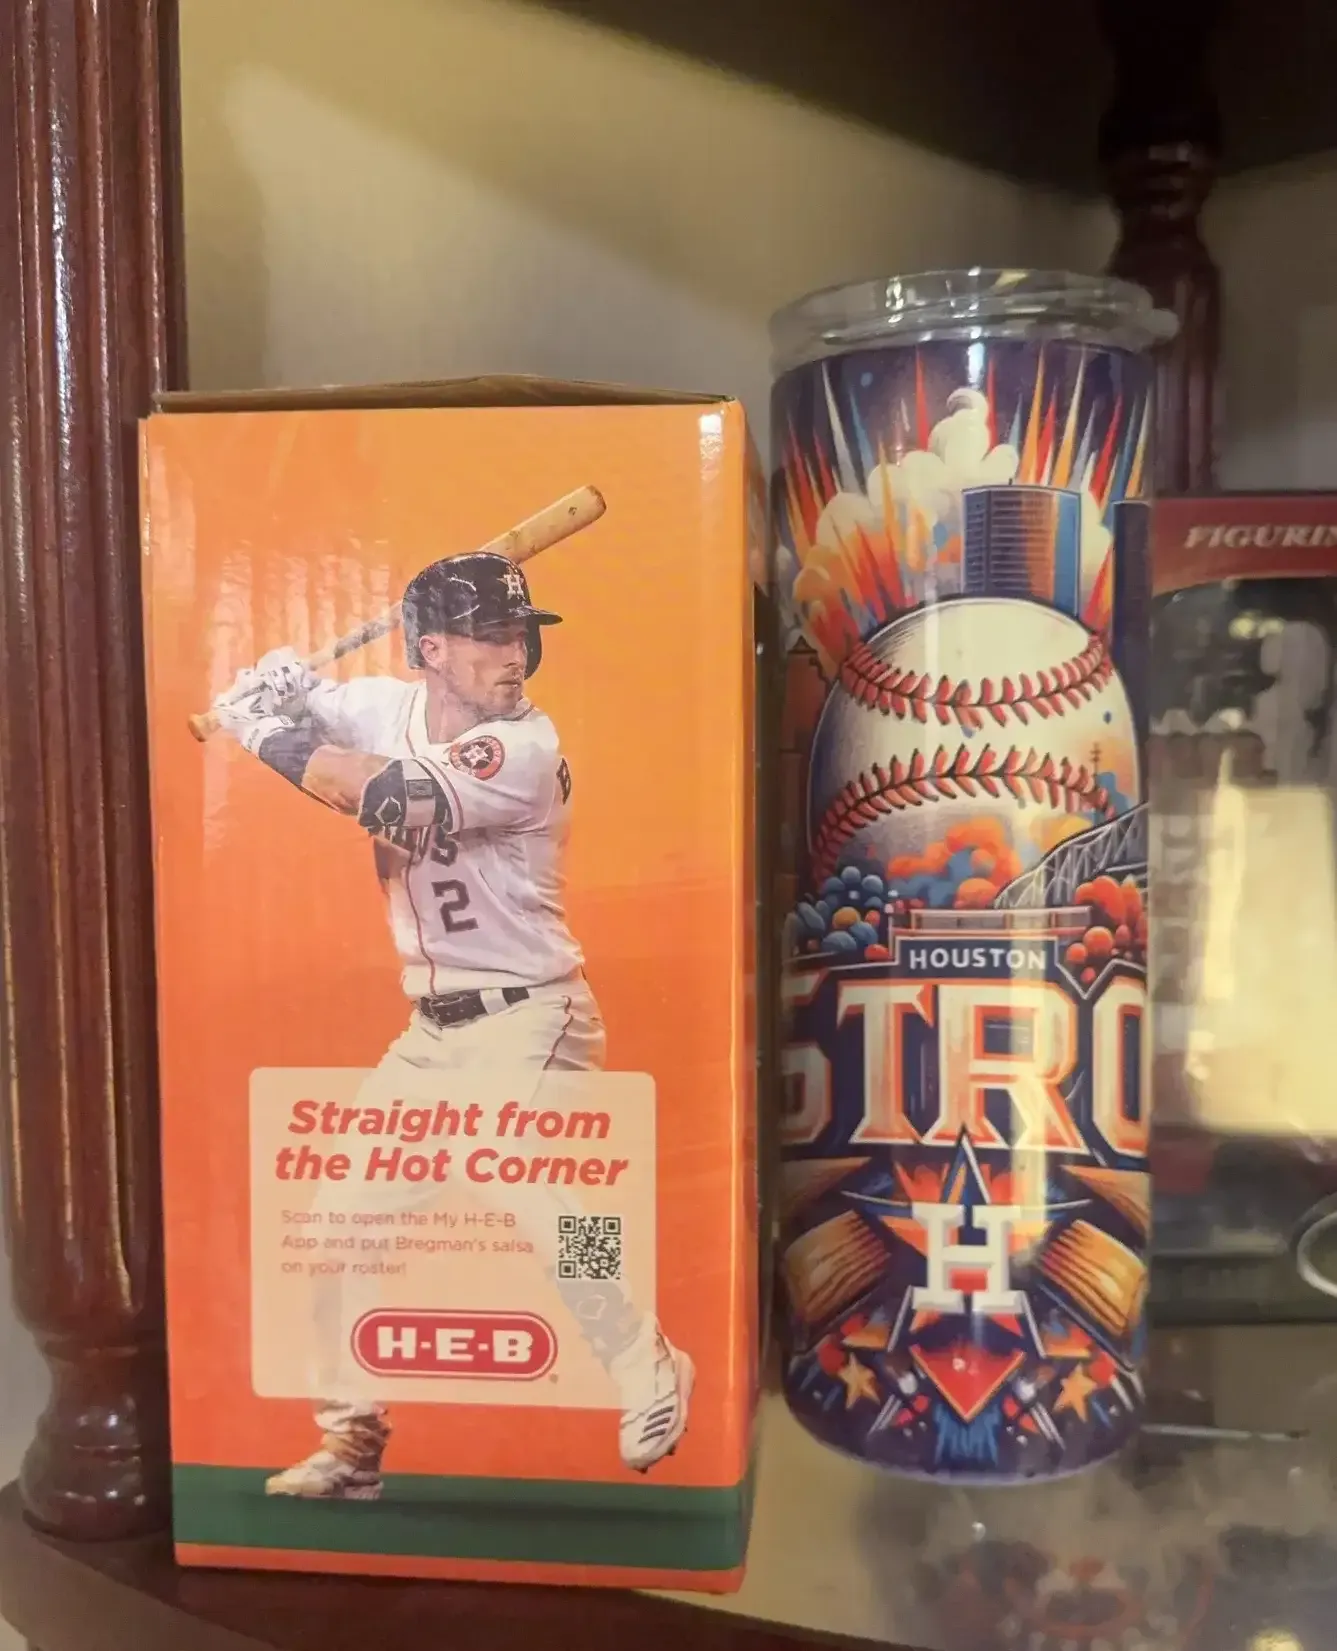 H
2
Straight from
the Hot Corner
Scan to open the My H-E-B
App and put Bregman's salsa
on your roster!
H-E-B
HOUSTON
STRO
H
FIGURIN